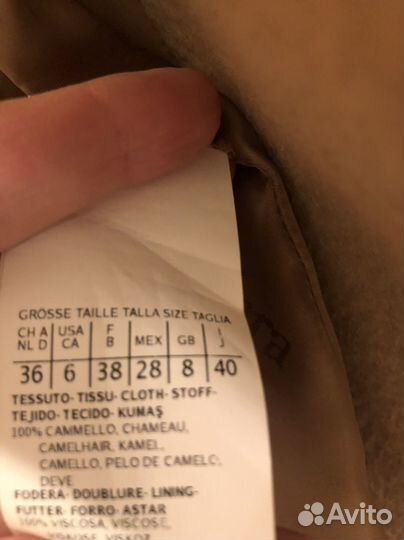 GRÖSSE TAILLE TALLA SIZE TAGLIA
CH A USA F MEX GB I
NL D CA B J
36 6 38 28 8 40
TESSUTO- TISSU- CLOTH- STOFF-
TEJIDO- TECIDO- KUMAŞ
100% CAMMELLO, CHAMEAU,
CAMELHAIR, KAMEL,
CAMELLO, PELO DE CAMELO,
DEVE
FODERA- DOUBLURE- LINING-
FUTTER- FORRO- ASTAR
100% VISCOSA, VISCOSE,
Avito